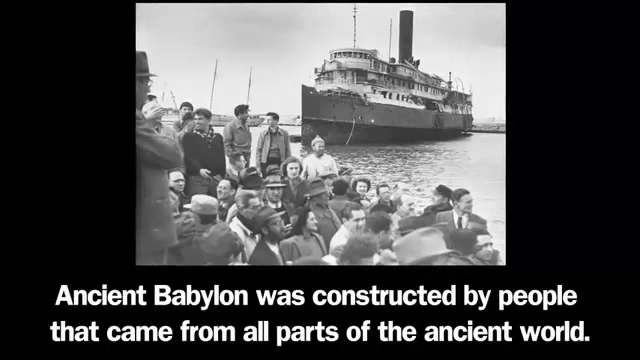 Ancient Babylon was constructed by people
that came from all parts of the ancient world.